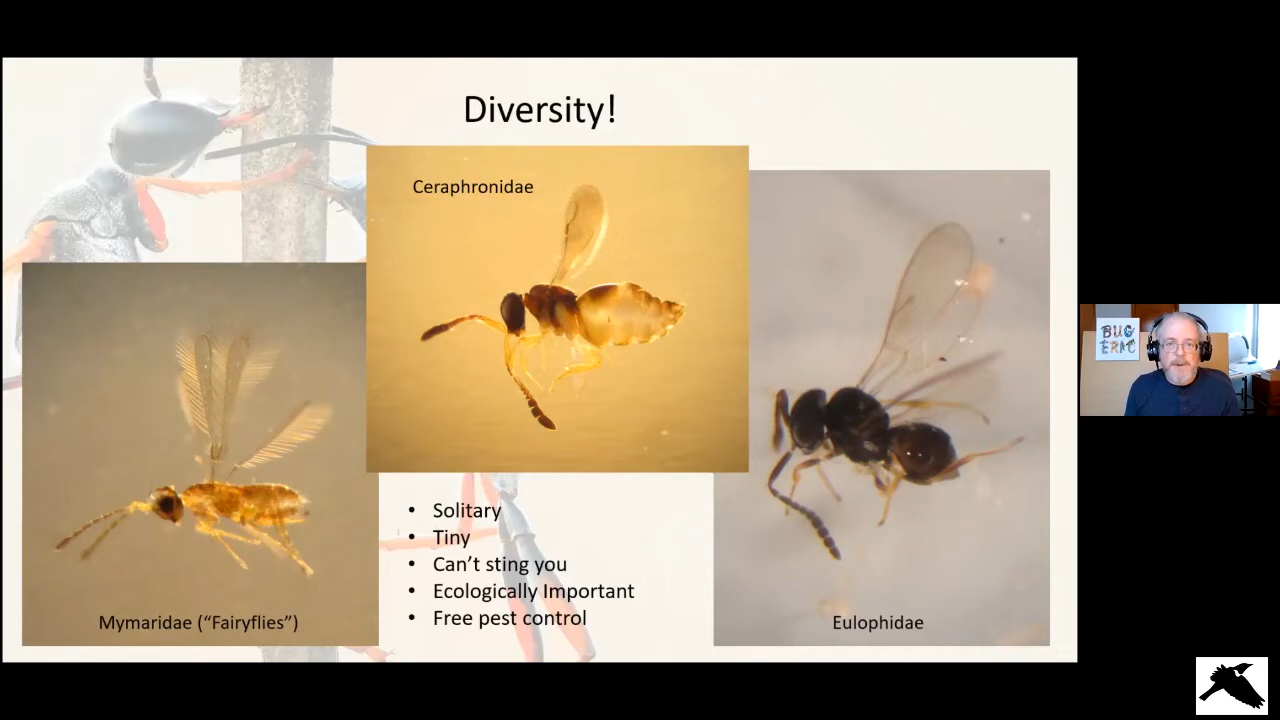 Diversity!
Ceraphronidae
• Solitary
• Tiny
• Can’t sting you
• Ecologically Important
• Free pest control
Mymaridae (“Fairyflies”)
Eulophidae
BUG
ERIC